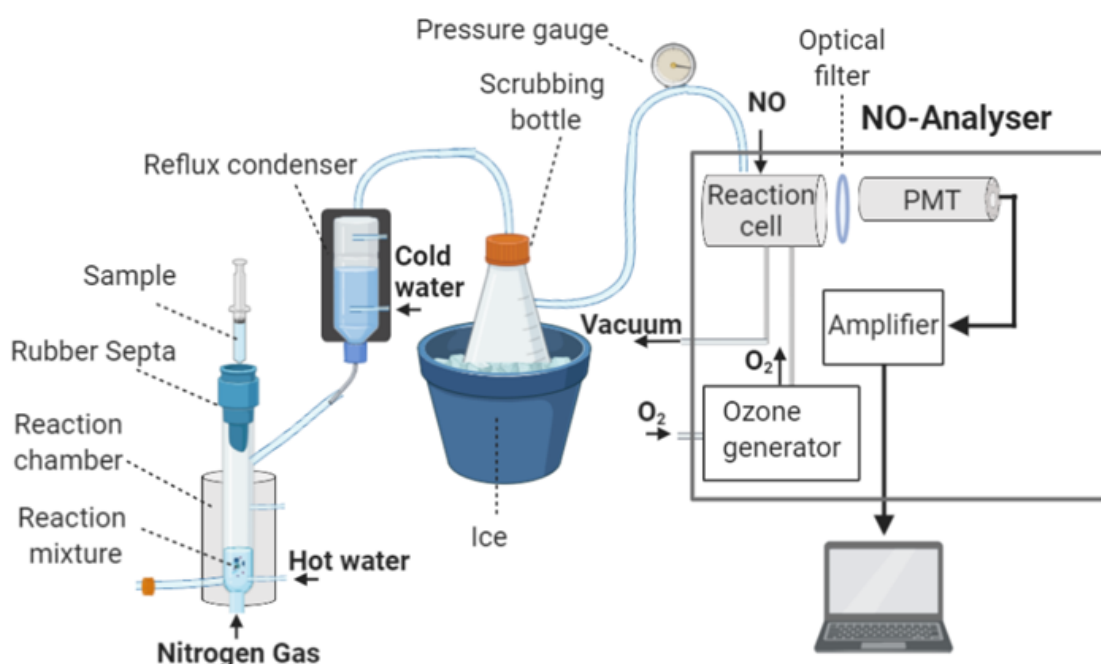 Pressure gauge
Optical
filter
Scrubbing
bottle
NO
NO-Analyser
Reflux condenser
Reaction
cell
PMT
Sample
Cold
water
Rubber Septa
Vacuum
Amplifier
O₂
Reaction
chamber
O₂
Ozone
generator
Reaction
mixture
Ice
Hot water
Nitrogen Gas